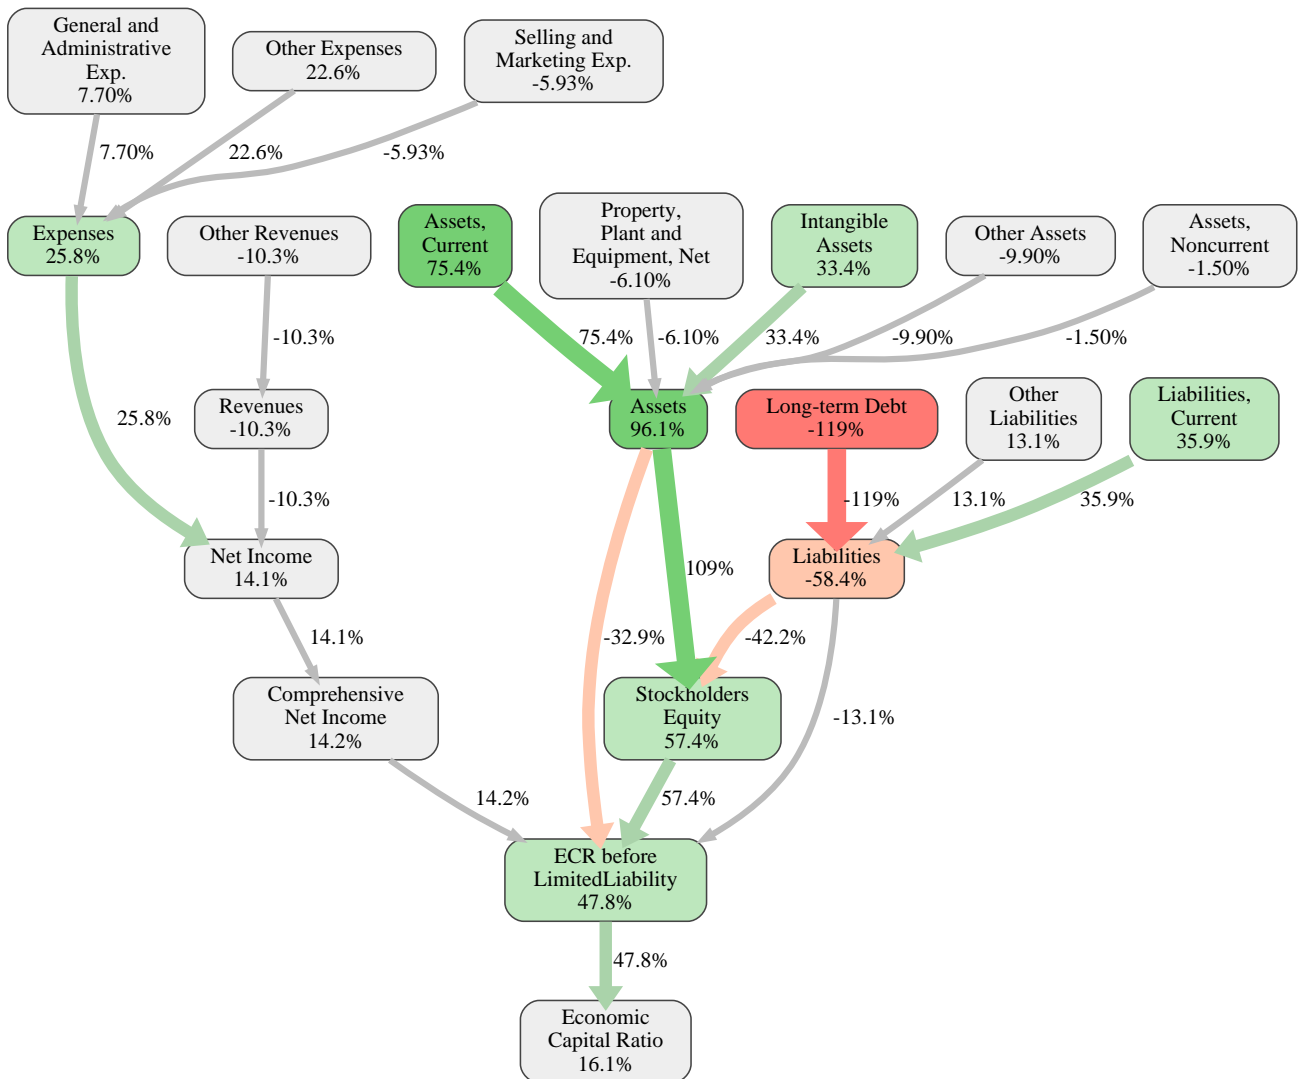 General and
Administrative
Exp.
7.70%
Other Expenses
22.6%
Selling and
Marketing Exp.
-5.93%
7.70%
22.6%
-5.93%
Expenses
25.8%
Other Revenues
-10.3%
Assets,
Current
75.4%
Property,
Plant and
Equipment, Net
-6.10%
Intangible
Assets
33.4%
Other Assets
-9.90%
Assets,
Noncurrent
-1.50%
-10.3%
75.4%
-6.10%
33.4%
-9.90%
-1.50%
25.8%
Revenues
-10.3%
Assets
96.1%
Long-term Debt
-119%
Other
Liabilities
13.1%
Liabilities,
Current
35.9%
-10.3%
-119%
13.1%
35.9%
Net Income
14.1%
109%
Liabilities
-58.4%
14.1%
-32.9%
-42.2%
Comprehensive
Net Income
14.2%
Stockholders
Equity
57.4%
-13.1%
14.2%
57.4%
ECR before
LimitedLiability
47.8%
47.8%
Economic
Capital Ratio
16.1%